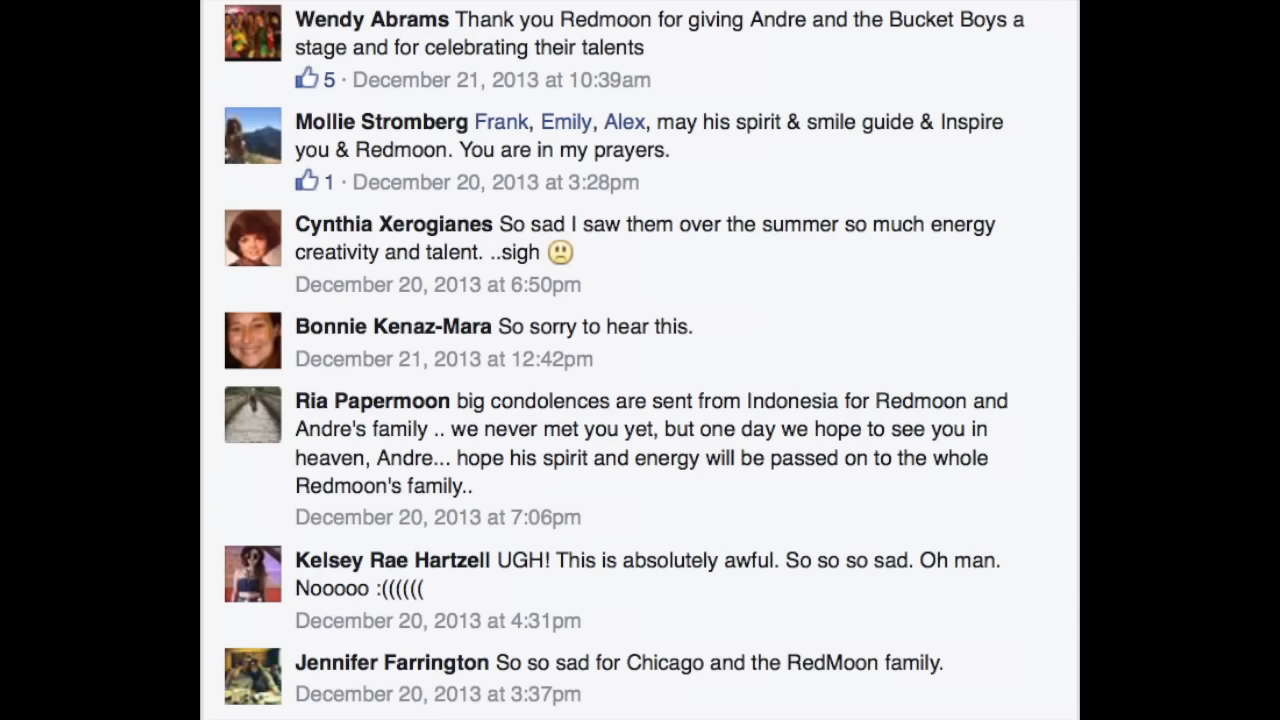 Wendy Abrams Thank you Redmoon for giving Andre and the Bucket Boys a
stage and for celebrating their talents
5 · December 21, 2013 at 10:39am
Mollie Stromberg Frank, Emily, Alex, may his spirit & smile guide & Inspire
you & Redmoon. You are in my prayers.
1 · December 20, 2013 at 3:28pm
Cynthia Xerogianes So sad I saw them over the summer so much energy
creativity and talent. ..sigh
December 20, 2013 at 6:50pm
Bonnie Kenaz-Mara So sorry to hear this.
December 21, 2013 at 12:42pm
Ria Papermoon big condolences are sent from Indonesia for Redmoon and
Andre's family .. we never met you yet, but one day we hope to see you in
heaven, Andre... hope his spirit and energy will be passed on to the whole
Redmoon's family..
December 20, 2013 at 7:06pm
Kelsey Rae Hartzell UGH! This is absolutely awful. So so so sad. Oh man.
Nooooo :((((((
December 20, 2013 at 4:31pm
Jennifer Farrington So so sad for Chicago and the RedMoon family.
December 20, 2013 at 3:37pm